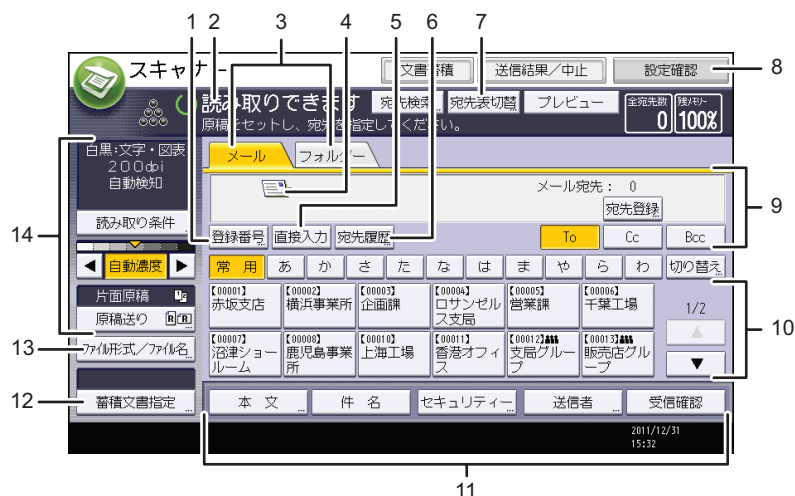 1 2 3 4 5 6 7
スキャナー 文書蓄積 送信結果/中止 設定確認 8
読み取りできます 宛先検索 宛先表切替 プレビュー 全宛先数 0 残メモリー 100%
原稿をセットし、宛先を指定してください。
白黒:文字・図表
200dpi
自動検知
読み取り条件
自動濃度
片面原稿
原稿送り
ファイル形式/ファイル名
蓄積文書指定
メール フォルダー
メール宛先: 0
宛先登録
登録番号 直接入力 宛先履歴 To Cc Bcc
常用 あ か さ た な は ま や ら わ 切り替え
【00001】 【00002】 【00003】 【00004】 【00005】 【00006】
赤坂支店 横浜事業所 企画課 ロサンゼルス支局 営業課 千葉工場
1/2
【00007】 【00008】 【00010】 【00011】 【00012】 【00013】
沼津ショールーム 鹿児島事業所 上海工場 香港オフィス 支局グループ 販売店グループ
▲
▼
本文 件名 セキュリティー 送信者 受信確認
2011/12/31
15:32
9
10
11
12
13
14